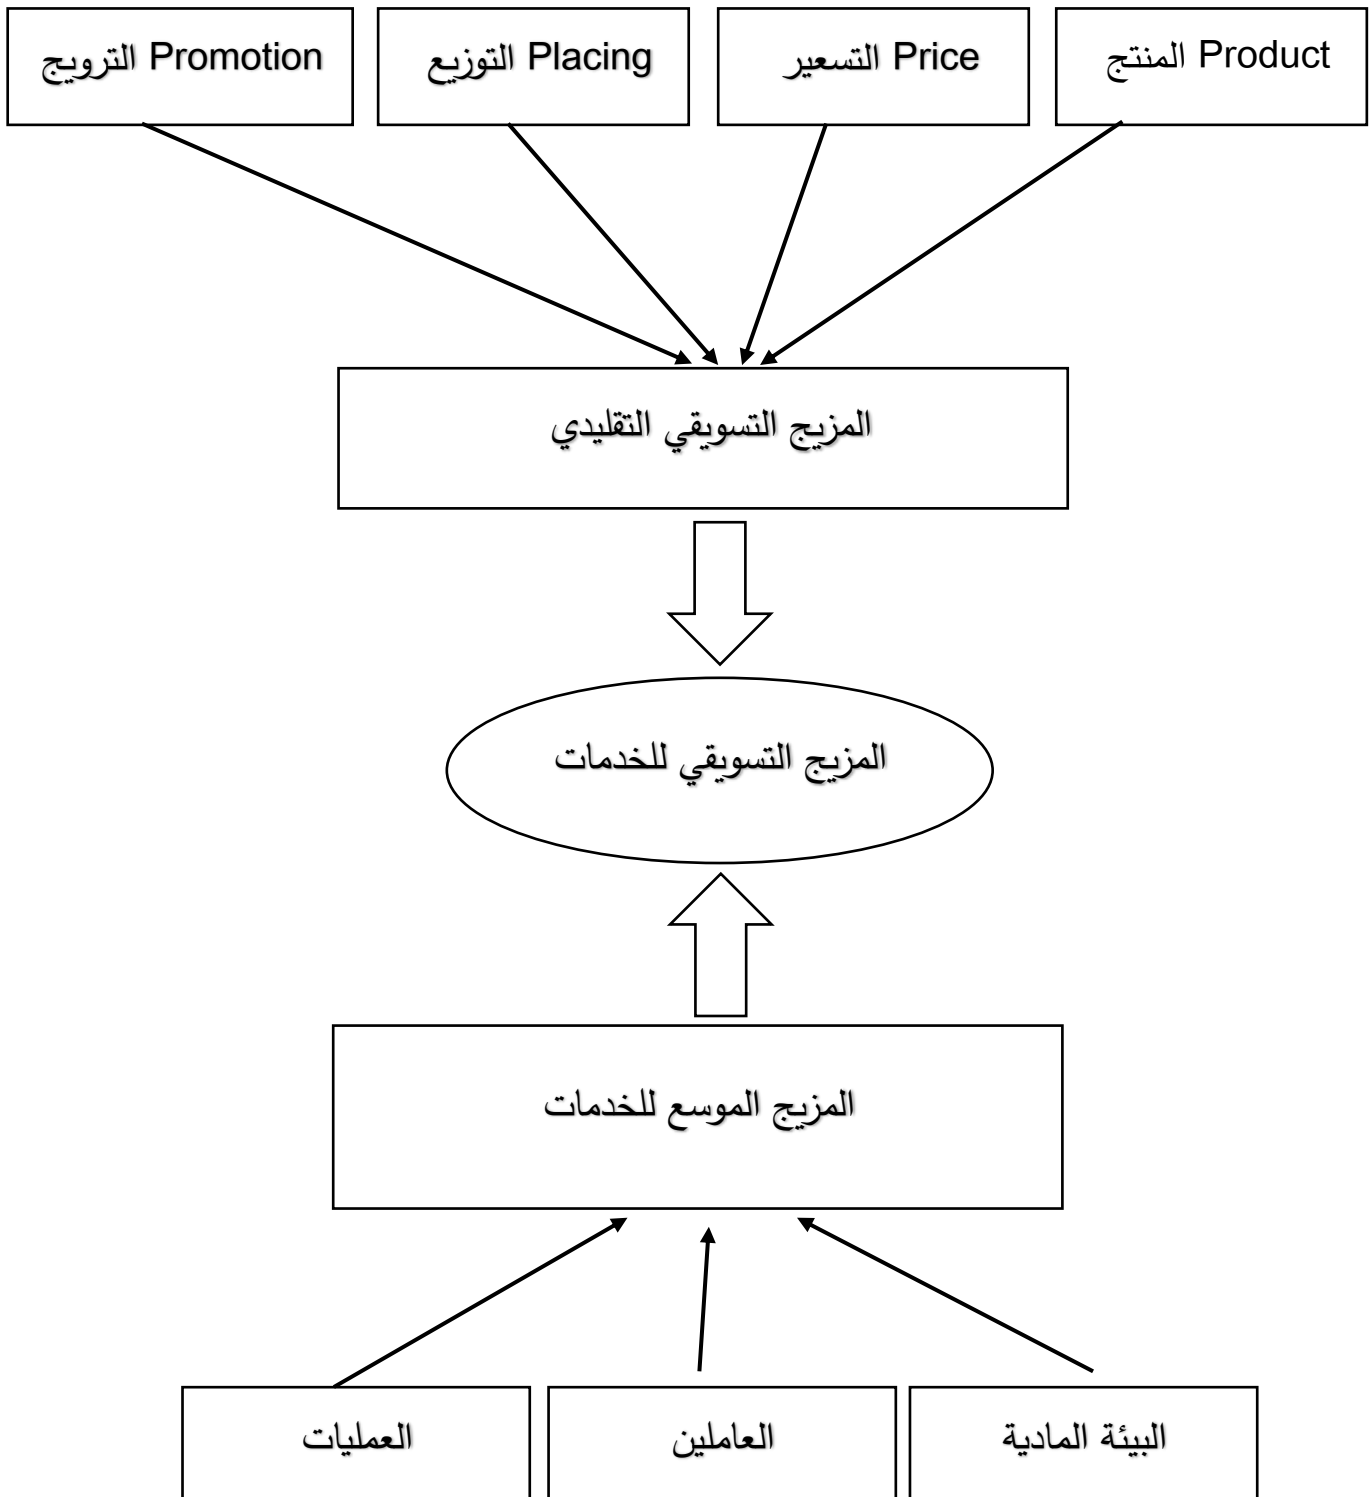 المنتج Product
التسعير Price
التوزيع Placing
الترويج Promotion
المزيج التسويقي التقليدي
المزيج التسويقي للخدمات
المزيج الموسع للخدمات
البيئة المادية
العاملين
العمليات